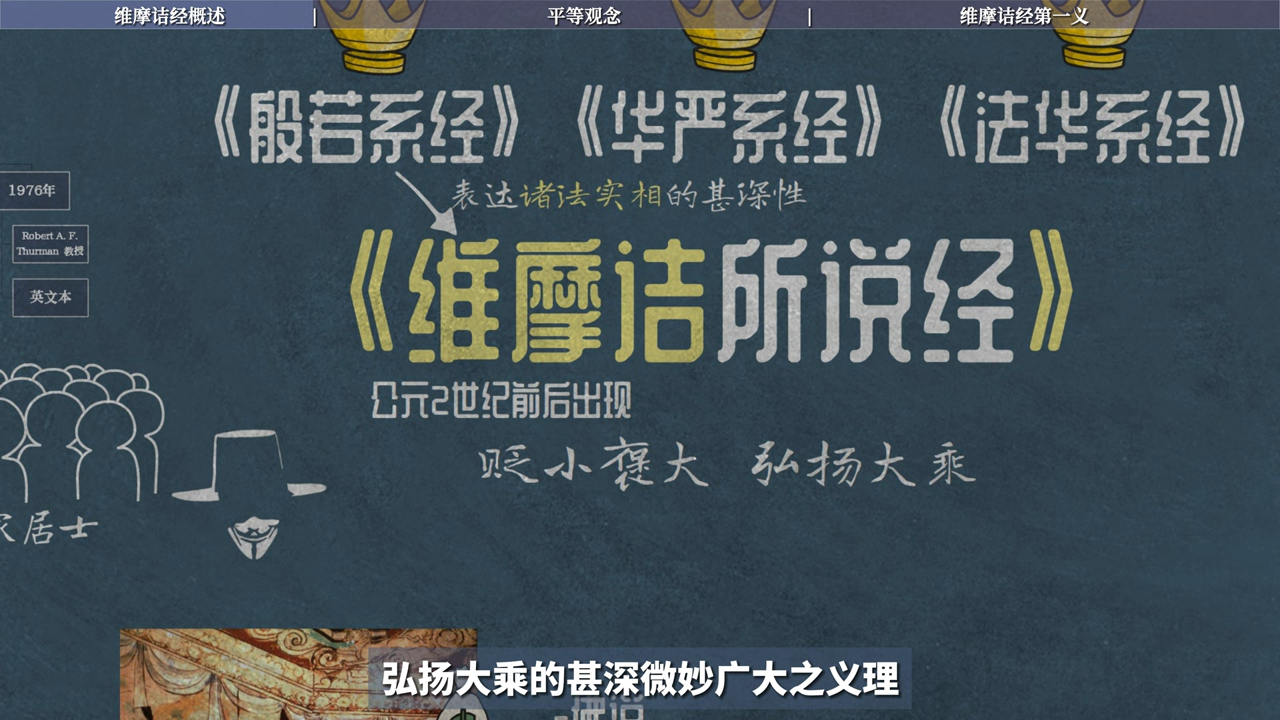 维摩诘经概述 | 平等观念 | 维摩诘经第一义
《般若系经》 《华严系经》 《法华系经》
表达诸法实相的甚深性
1976年
Robert A. F.
Thurman 教授
英文本
《维摩诘所说经》
公元2世纪前后出现
贬小褒大 弘扬大乘
家居士
弘扬大乘的甚深微妙广大之义理